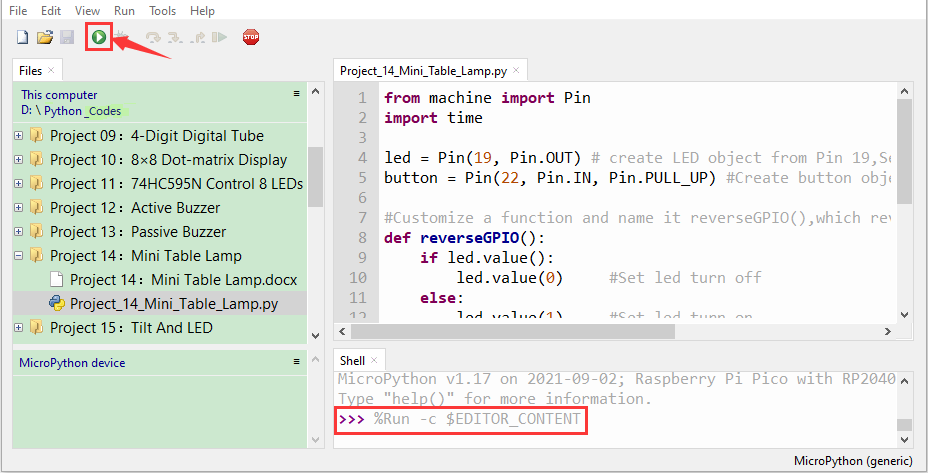 File Edit View Run Tools Help
STOP
Files ×
This computer
D: \ Python _Codes
Project 09：4-Digit Digital Tube
Project 10：8×8 Dot-matrix Display
Project 11：74HC595N Control 8 LEDs
Project 12：Active Buzzer
Project 13：Passive Buzzer
Project 14：Mini Table Lamp
Project 14：Mini Table Lamp.docx
Project_14_Mini_Table_Lamp.py
Project 15：Tilt And LED
MicroPython device
Project_14_Mini_Table_Lamp.py ×
1 from machine import Pin
2 import time
3
4 led = Pin(19, Pin.OUT) # create LED object from Pin 19,Se
5 button = Pin(22, Pin.IN, Pin.PULL_UP) #Create button obje
6
7 #Customize a function and name it reverseGPIO(),which rev
8 def reverseGPIO():
9 if led.value():
10 led.value(0) #Set led turn off
11 else:
12 led.value(1) #Set led turn on
Shell ×
MicroPython v1.17 on 2021-09-02; Raspberry Pi Pico with RP2040
Type "help()" for more information.
>>> %Run -c $EDITOR_CONTENT
MicroPython (generic)